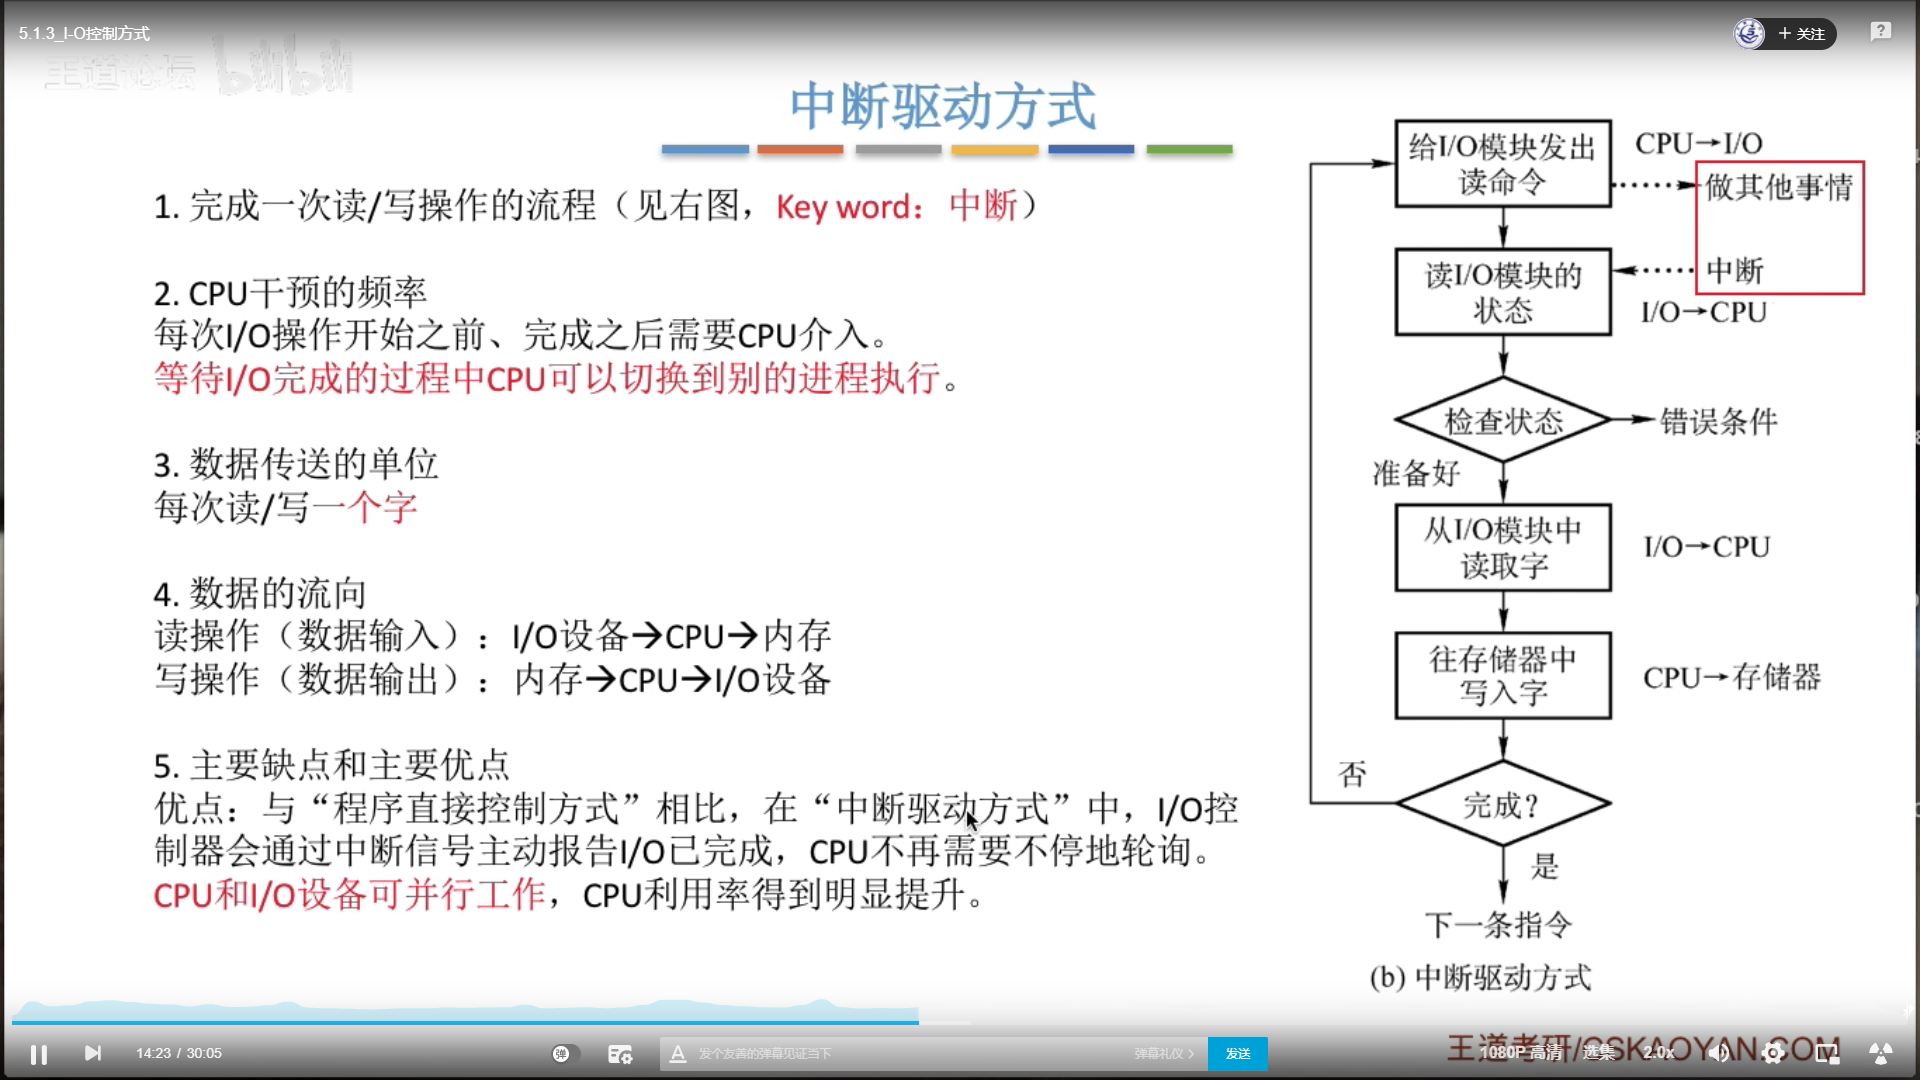 5.1.3_I-O控制方式
+ 关注
王道论坛 bilibili
中断驱动方式
1. 完成一次读/写操作的流程（见右图，Key word：中断）
2. CPU干预的频率
每次I/O操作开始之前、完成之后需要CPU介入。
等待I/O完成的过程中CPU可以切换到别的进程执行。
3. 数据传送的单位
每次读/写一个字
4. 数据的流向
读操作（数据输入）：I/O设备→CPU→内存
写操作（数据输出）：内存→CPU→I/O设备
5. 主要缺点和主要优点
优点：与“程序直接控制方式”相比，在“中断驱动方式”中，I/O控
制器会通过中断信号主动报告I/O已完成，CPU不再需要不停地轮询。
CPU和I/O设备可并行工作，CPU利用率得到明显提升。
给I/O模块发出
读命令
CPU→I/O
做其他事情
中断
读I/O模块的
状态
I/O→CPU
检查状态
错误条件
准备好
从I/O模块中
读取字
I/O→CPU
往存储器中
写入字
CPU→存储器
否
完成？
是
下一条指令
(b) 中断驱动方式
14:23 / 30:05
弹
发个友善的弹幕见证当下
弹幕礼仪 >
发送
王道考研/CSKAOYAN.COM
1080P 高清
选集
2.0x